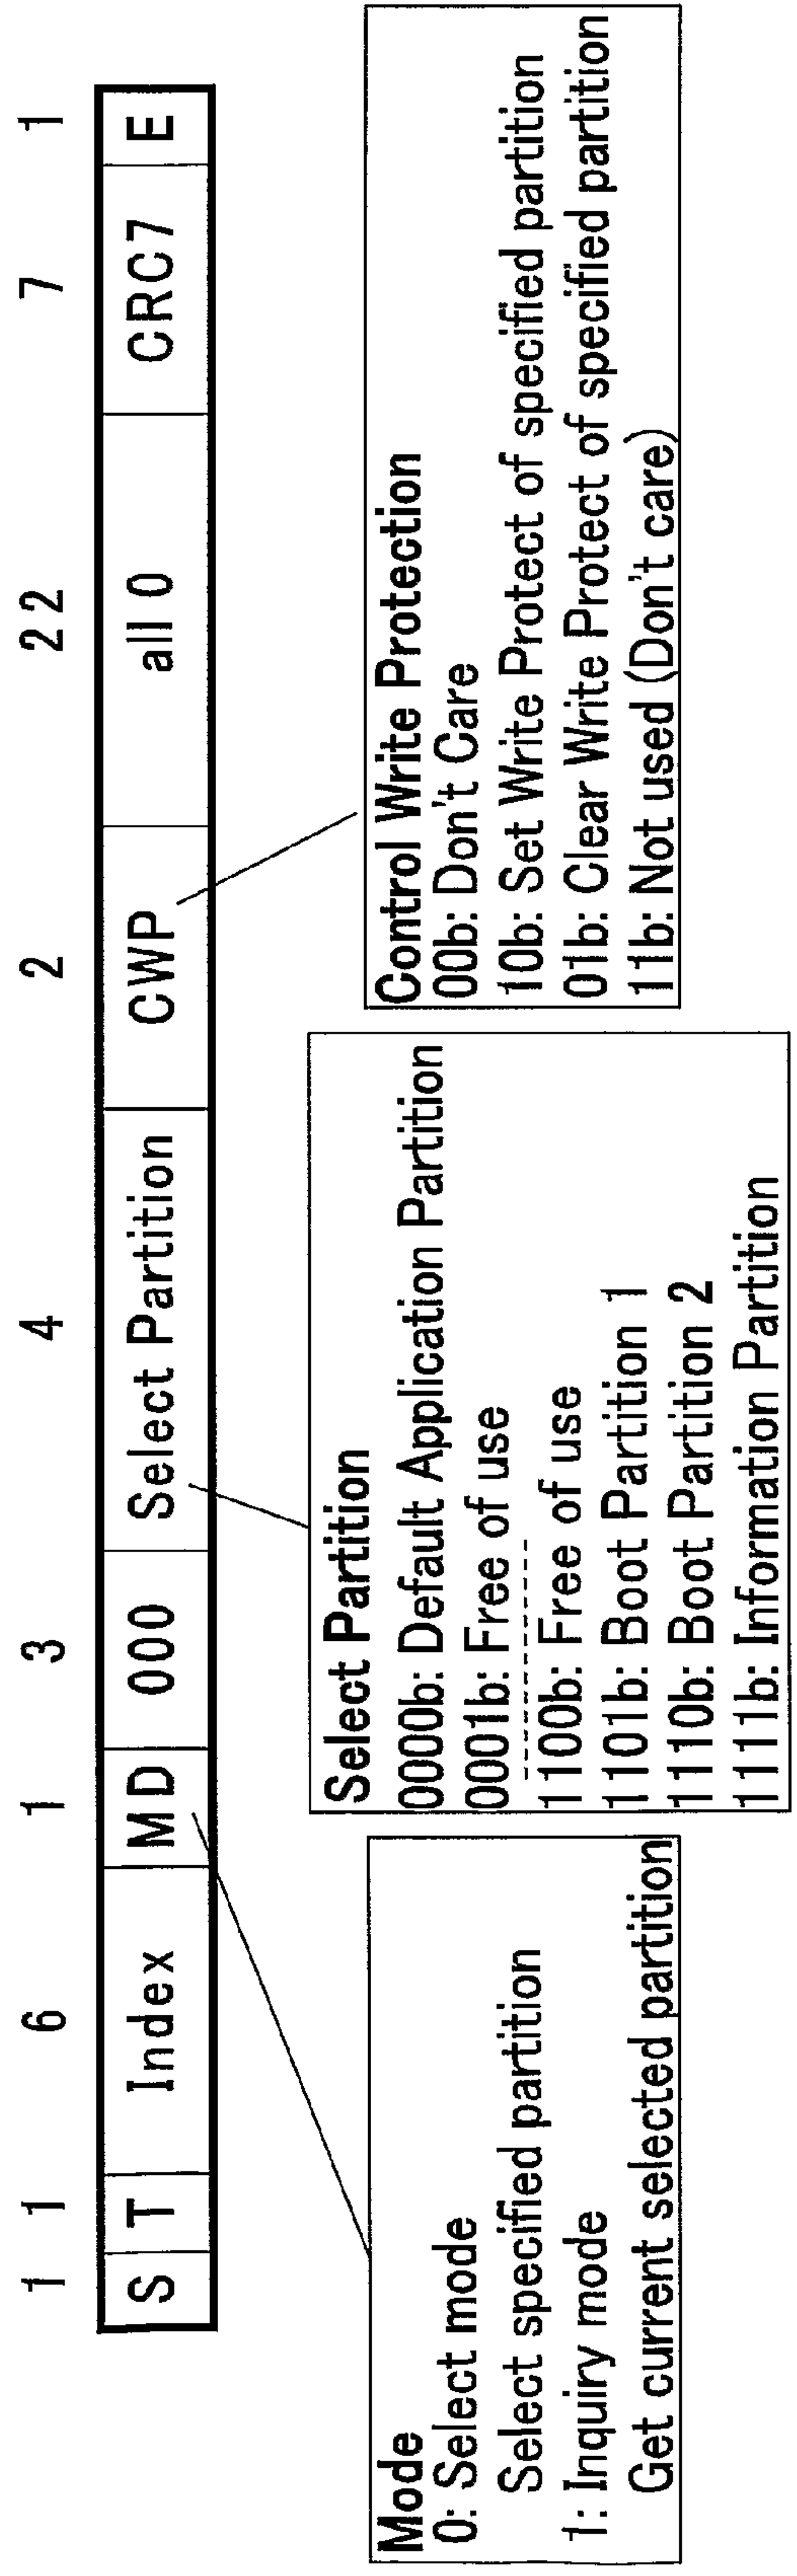 1 1 6 1 3 4 2 22 7 1
S T Index MD 000 Select Partition CWP all 0 CRC7 E
Mode
0: Select mode
Select specified partition
1: Inquiry mode
Get current selected partition
Select Partition
0000b: Default Application Partition
0001b: Free of use
1100b: Free of use
1101b: Boot Partition 1
1110b: Boot Partition 2
1111b: Information Partition
Control Write Protection
00b: Don't Care
10b: Set Write Protect of specified partition
01b: Clear Write Protect of specified partition
11b: Not used (Don't care)